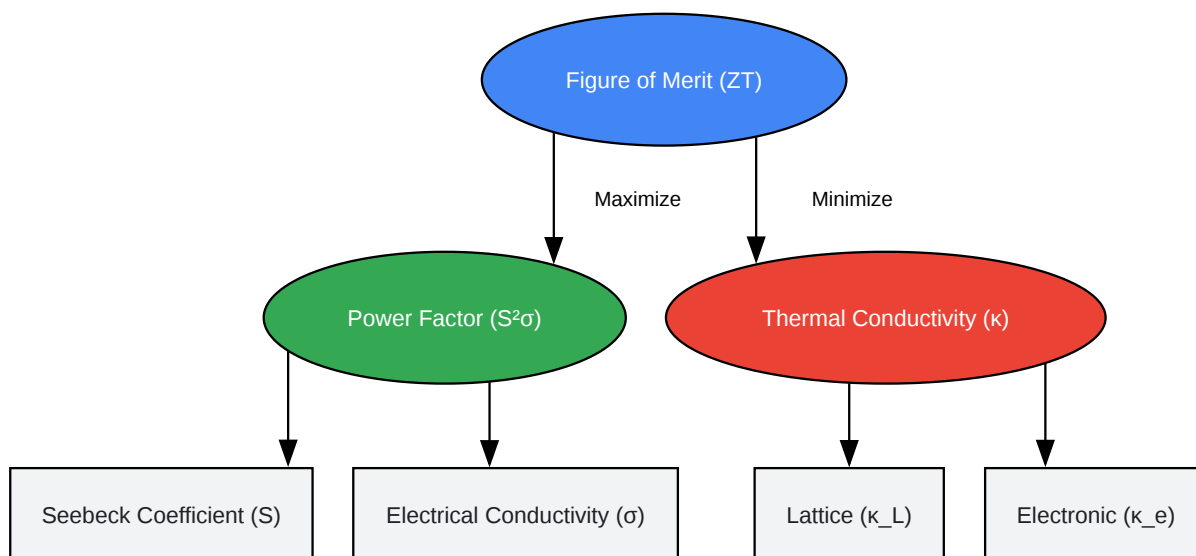 Figure of Merit (ZT)
Maximize
Minimize
Power Factor (S²σ)
Thermal Conductivity (κ)
Seebeck Coefficient (S)
Electrical Conductivity (σ)
Lattice (κ_L)
Electronic (κ_e)